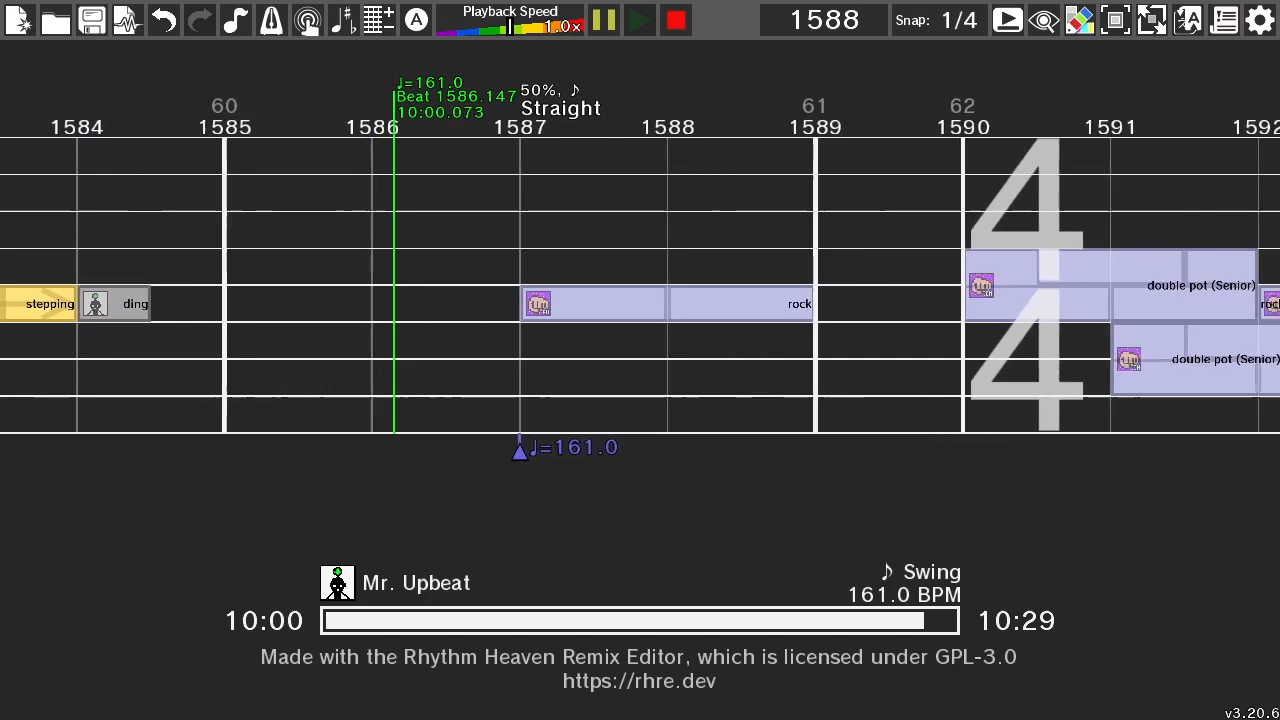 Playback Speed
1.0x
1588
Snap: 1/4
A
♩=161.0
Beat 1586.147
10:00.073
50%, ♪
Straight
60
61
62
1584
1585
1586
1587
1588
1589
1590
1591
1592
4
4
stepping
ding
rock
double pot (Senior)
rock
double pot (Senior)
♩=161.0
Mr. Upbeat
♪ Swing
161.0 BPM
10:00
10:29
Made with the Rhythm Heaven Remix Editor, which is licensed under GPL-3.0
https://rhre.dev
v3.20.6